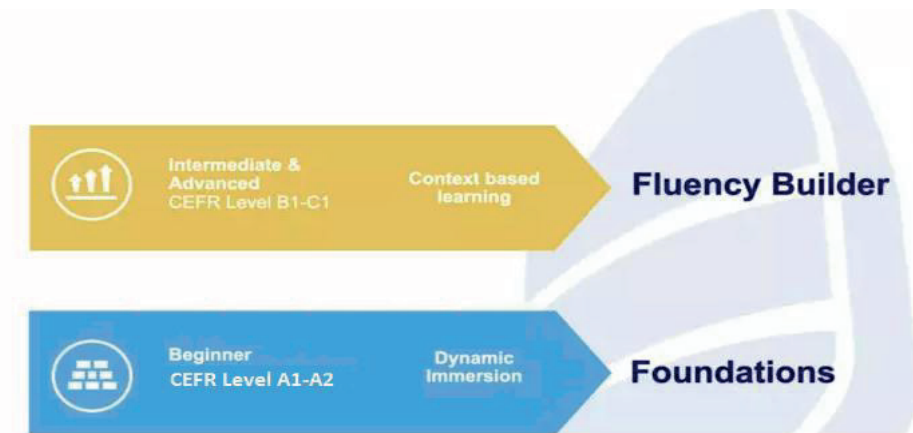 Intermediate &
Advanced
CEFR Level B1-C1
Context based
learning
Fluency Builder
Beginner
CEFR Level A1-A2
Dynamic
Immersion
Foundations